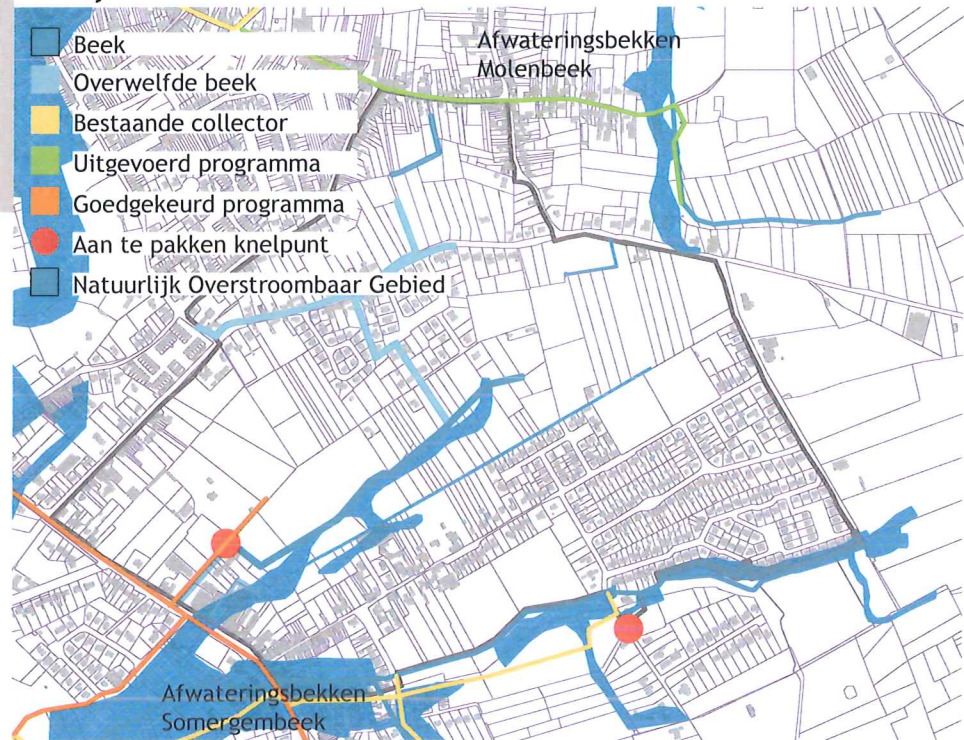 Beek
Overwelfde beek
Bestaande collector
Uitgevoerd programma
Goedgekeurd programma
Aan te pakken knelpunt
Natuurlijk Overstroombaar Gebied
Afwateringsbekken
Molenbeek
Afwateringsbekken
Somergembeek